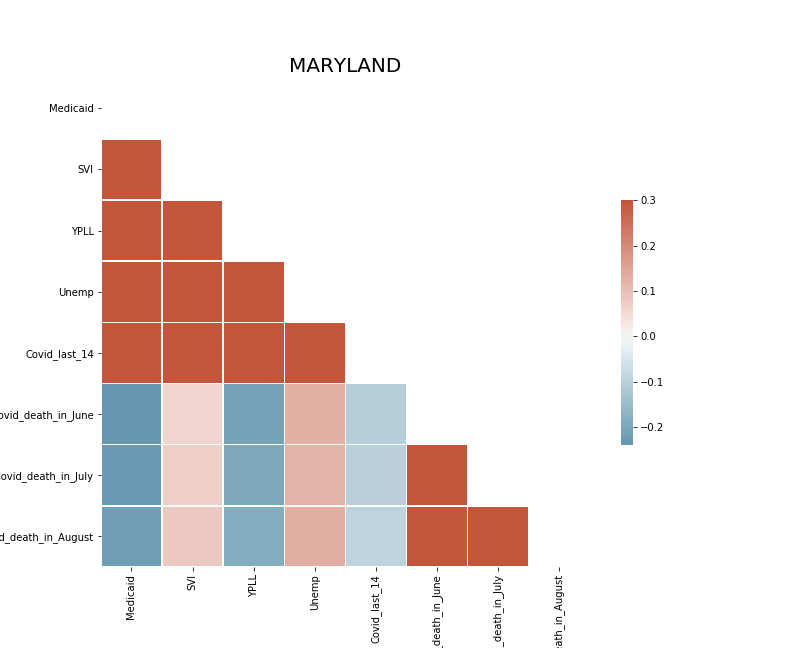 MARYLAND
Medicaid
SVI
YPLL
Unemp
Covid_last_14
ovid_death_in_June
ovid_death_in_July
d_death_in_August
0.3
0.2
0.1
0.0
−0.1
−0.2
Medicaid
SVI
YPLL
Unemp
Covid_last_14
_death_in_June
_death_in_July
ath_in_August